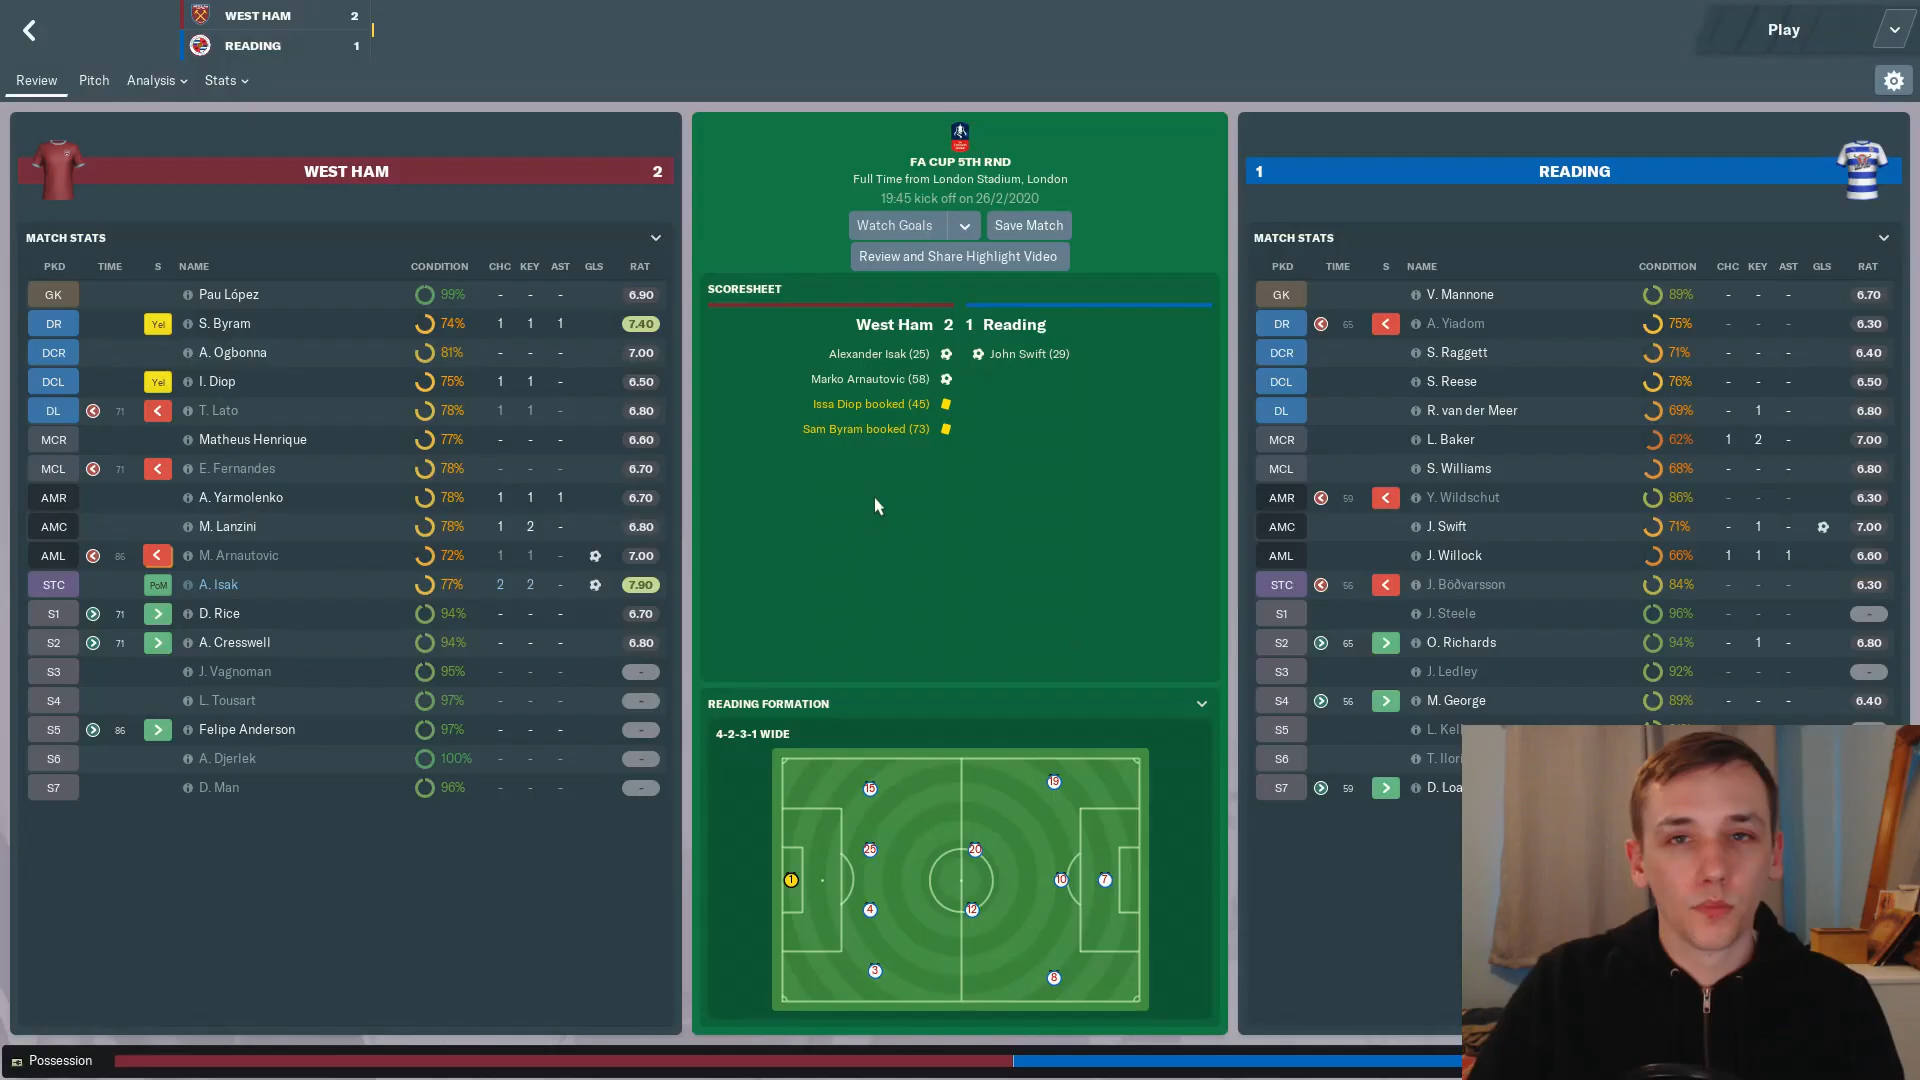 WEST HAM 2
READING 1
Play
Review Pitch Analysis Stats
WEST HAM 2
MATCH STATS
PKD TIME S NAME CONDITION CHC KEY AST GLS RAT
GK Pau López 99% - - - 6.90
DR Yel S. Byram 74% 1 1 1 7.40
DCR A. Ogbonna 81% - - - 7.00
DCL Yel I. Diop 75% 1 1 - 6.50
DL 71 T. Lato 78% 1 1 - 6.80
MCR Matheus Henrique 77% - - - 6.60
MCL 71 E. Fernandes 78% - - - 6.70
AMR A. Yarmolenko 78% 1 1 1 6.70
AMC M. Lanzini 78% 1 2 - 6.80
AML 86 M. Arnautovic 72% 1 1 - 7.00
STC PoM A. Isak 77% 2 2 - 7.90
S1 71 D. Rice 94% - - - 6.70
S2 71 A. Cresswell 94% - - - 6.80
S3 J. Vagnoman 95% - - - -
S4 L. Tousart 97% - - - -
S5 86 Felipe Anderson 97% - - - -
S6 A. Djerlek 100% - - - -
S7 D. Man 96% - - - -
FA CUP 5TH RND
Full Time from London Stadium, London
19:45 kick off on 26/2/2020
Watch Goals Save Match
Review and Share Highlight Video
SCORESHEET
West Ham 2 1 Reading
Alexander Isak (25) John Swift (29)
Marko Arnautovic (58)
Issa Diop booked (45)
Sam Byram booked (73)
READING FORMATION
4-2-3-1 WIDE
15 19
25 20
1 10 7
4 12
3 8
1 READING
MATCH STATS
PKD TIME S NAME CONDITION CHC KEY AST GLS RAT
GK V. Mannone 89% - - - 6.70
DR 65 A. Yiadom 75% - - - 6.30
DCR S. Raggett 71% - - - 6.40
DCL S. Reese 76% - - - 6.50
DL R. van der Meer 69% - 1 - 6.80
MCR L. Baker 62% 1 2 - 7.00
MCL S. Williams 68% - - - 6.80
AMR 59 Y. Wildschut 86% - - - 6.30
AMC J. Swift 71% - 1 - 7.00
AML J. Willock 66% 1 1 1 6.60
STC 56 J. Böðvarsson 84% - - - 6.30
S1 J. Steele 96% - - - -
S2 65 O. Richards 94% - 1 - 6.80
S3 J. Ledley 92% - - - -
S4 56 M. George 89% - - - 6.40
S5 L. Kel
S6 T. Ilori
S7 59 D. Loa
Possession